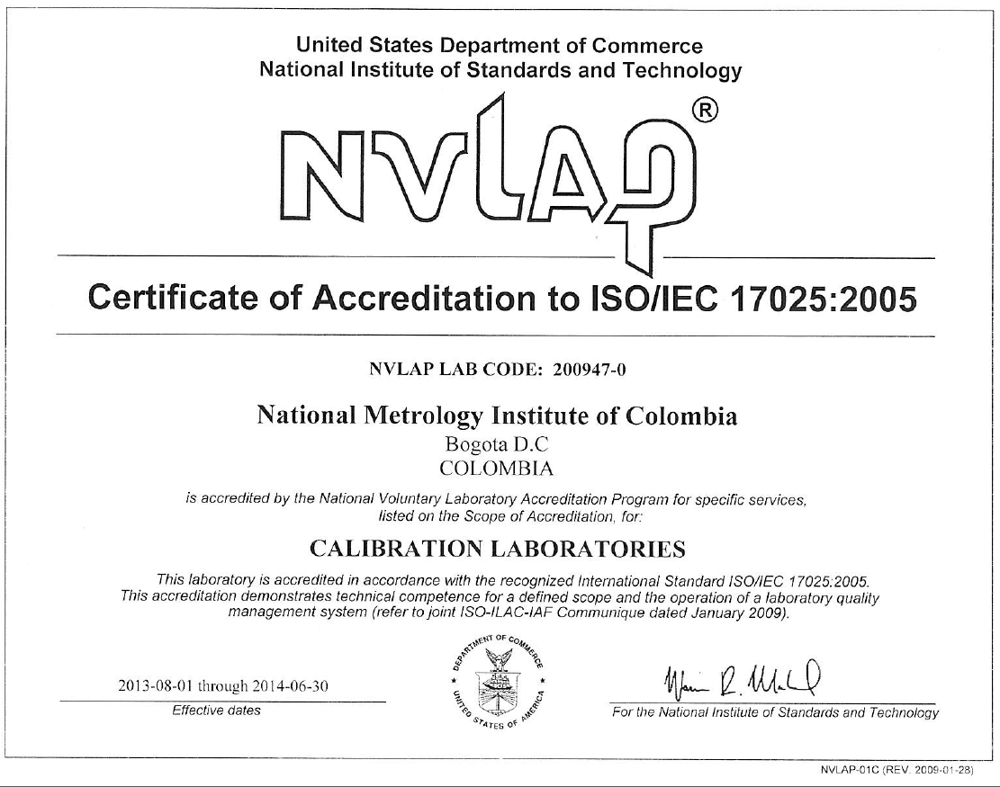 United States Department of Commerce
National Institute of Standards and Technology
NVLAP®
Certificate of Accreditation to ISO/IEC 17025:2005
NVLAP LAB CODE: 200947-0
National Metrology Institute of Colombia
Bogota D.C
COLOMBIA
is accredited by the National Voluntary Laboratory Accreditation Program for specific services,
listed on the Scope of Accreditation, for:
CALIBRATION LABORATORIES
This laboratory is accredited in accordance with the recognized International Standard ISO/IEC 17025:2005.
This accreditation demonstrates technical competence for a defined scope and the operation of a laboratory quality
management system (refer to joint ISO-ILAC-IAF Communique dated January 2009).
2013-08-01 through 2014-06-30
Effective dates
DEPARTMENT OF COMMERCE
UNITED STATES OF AMERICA
For the National Institute of Standards and Technology
NVLAP-01C (REV. 2009-01-28)